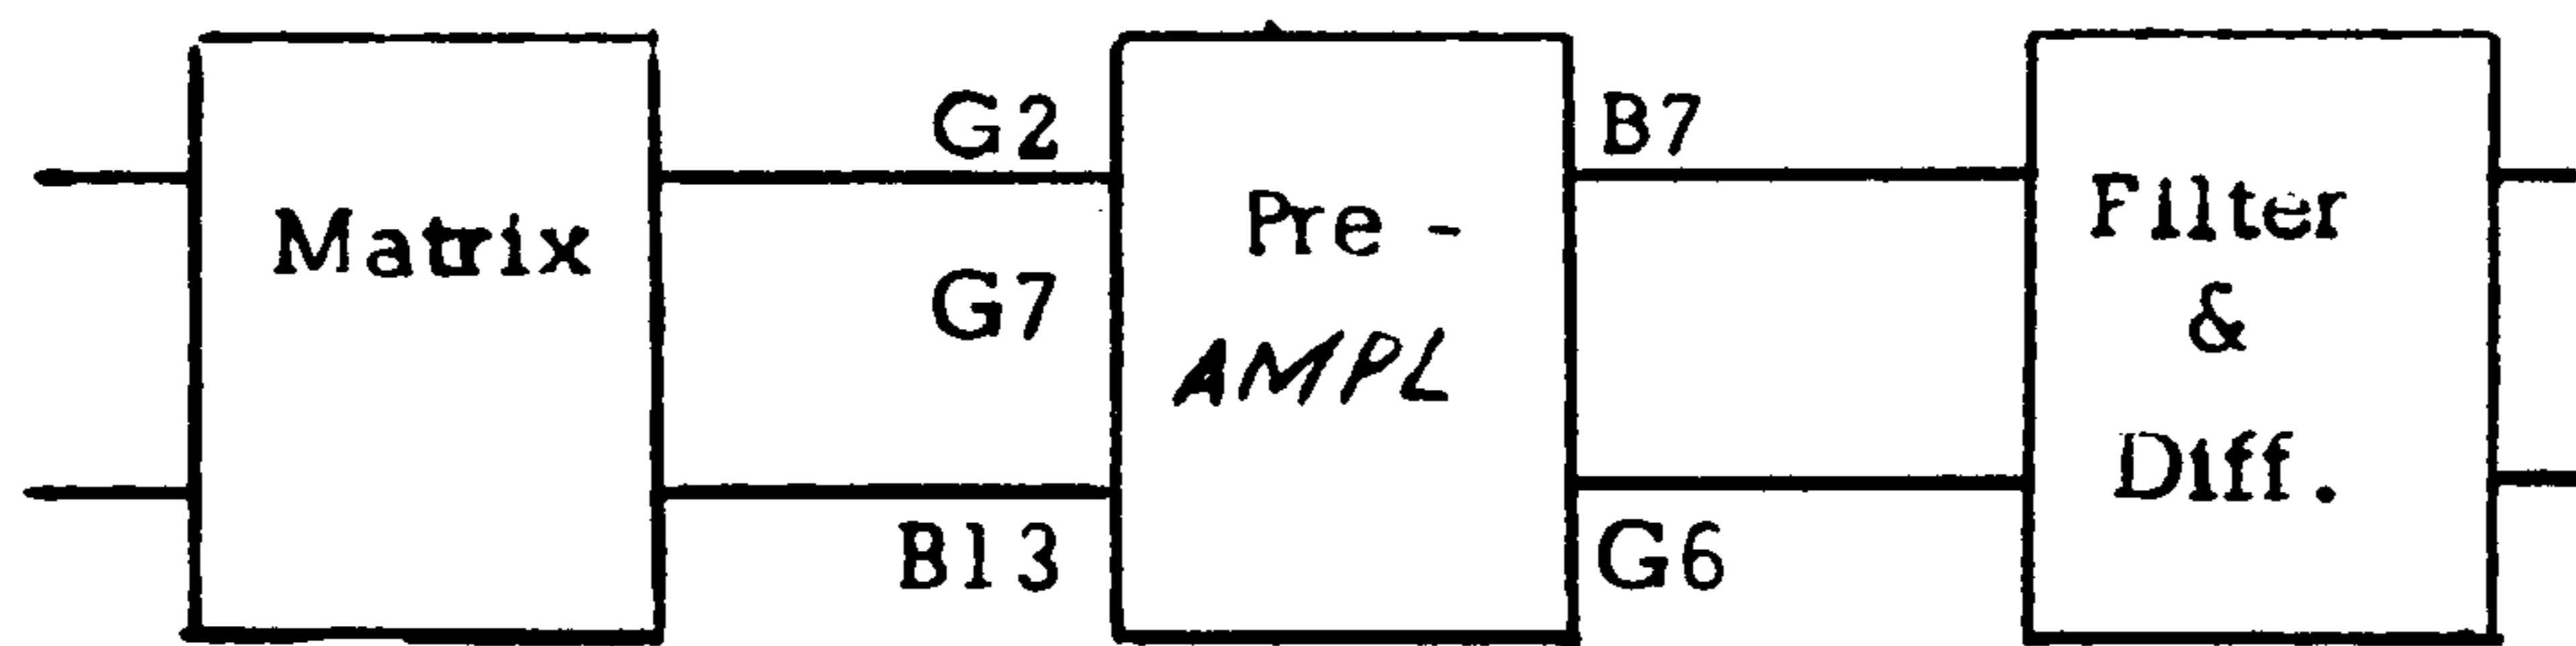 Matrix
G2
G7
B13
Pre -
AMPL
B7
G6
Filter
&
Diff.